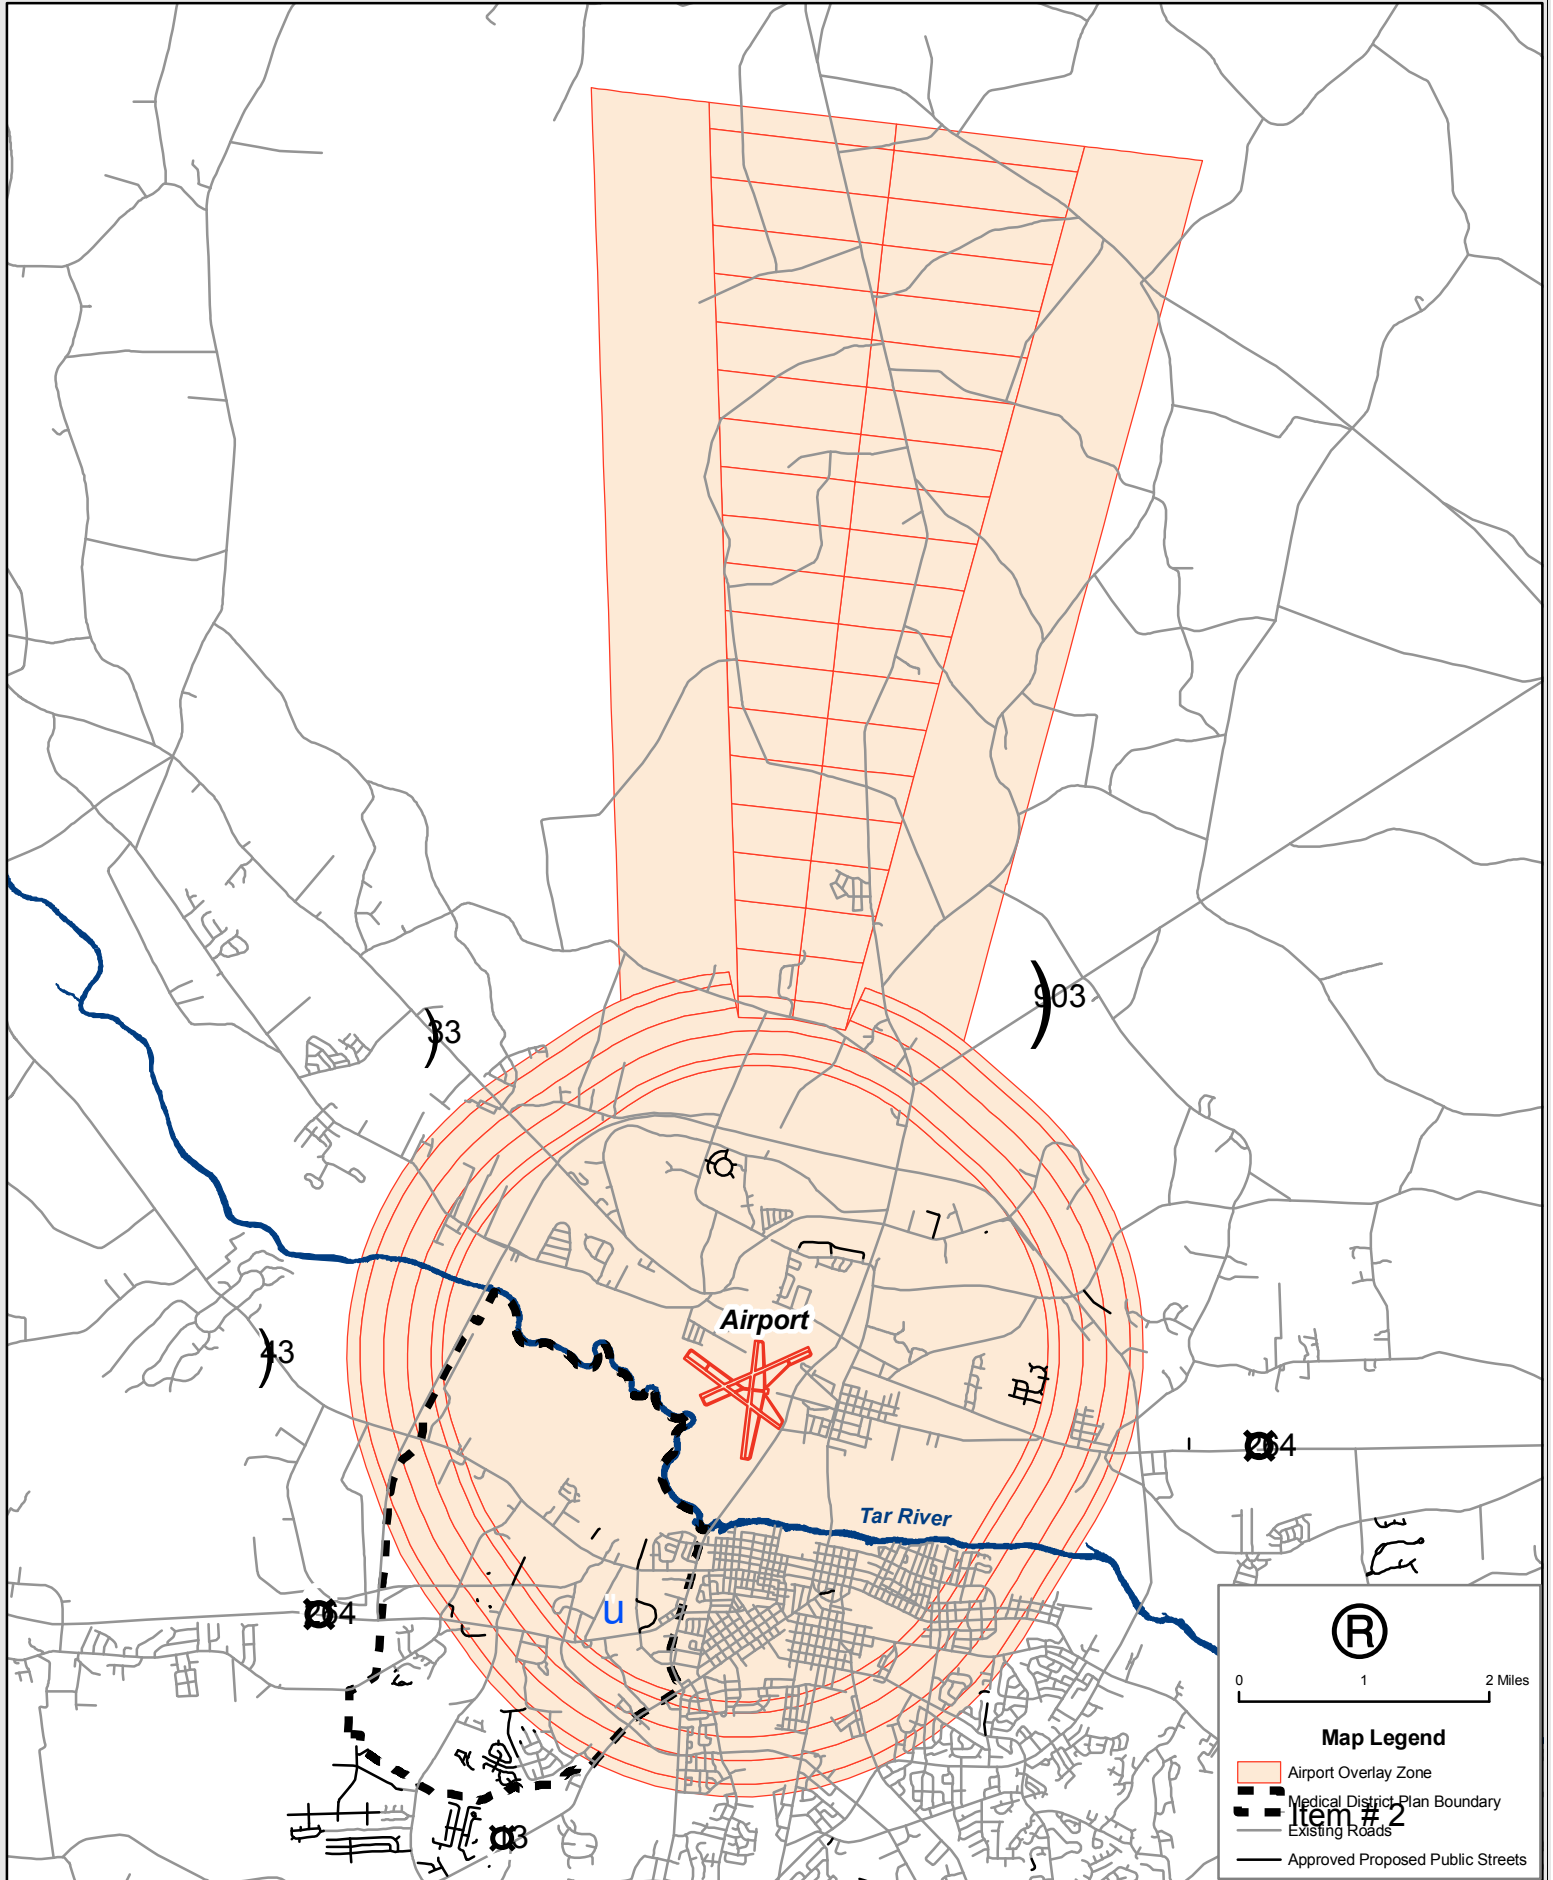 903
33
Airport
43
264
Tar River
u
264
R
0 1 2 Miles
Map Legend
Airport Overlay Zone
Medical District Plan Boundary
Item # 2
Existing Roads
Approved Proposed Public Streets